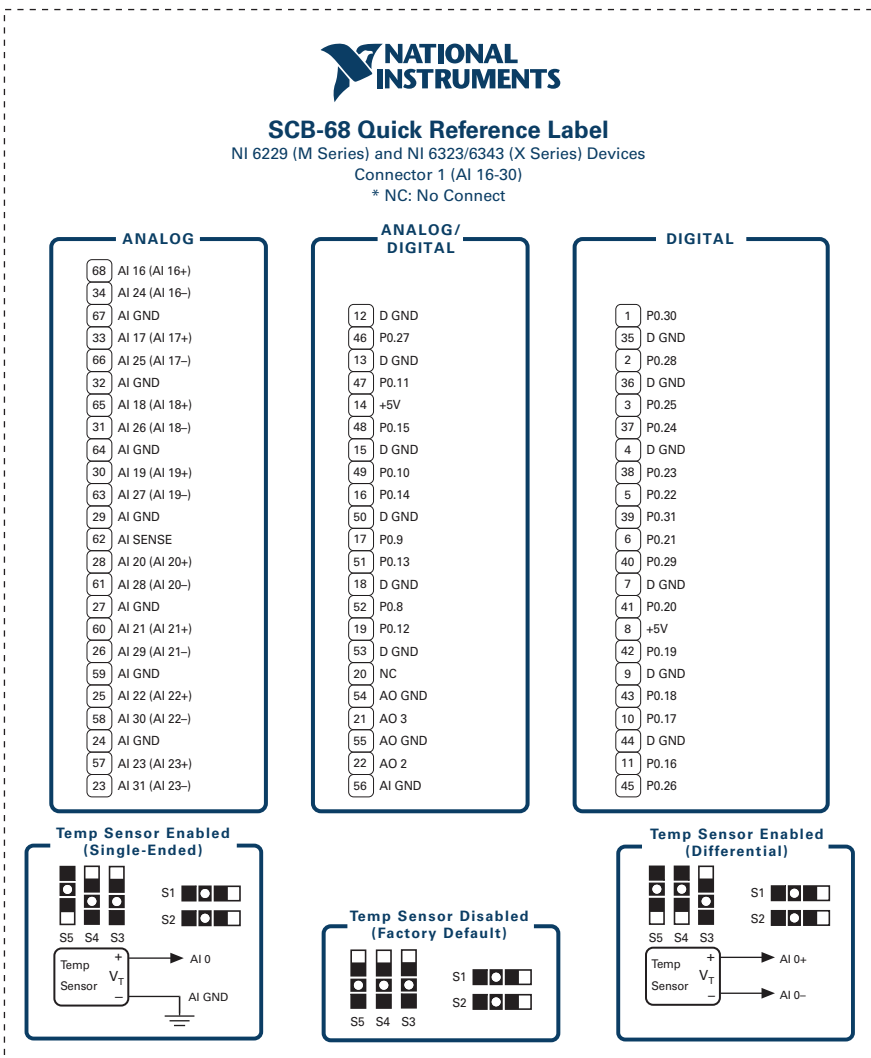 NATIONAL
INSTRUMENTS
SCB-68 Quick Reference Label
NI 6229 (M Series) and NI 6323/6343 (X Series) Devices
Connector 1 (AI 16-30)
* NC: No Connect
ANALOG
68 AI 16 (AI 16+)
34 AI 24 (AI 16–)
67 AI GND
33 AI 17 (AI 17+)
66 AI 25 (AI 17–)
32 AI GND
65 AI 18 (AI 18+)
31 AI 26 (AI 18–)
64 AI GND
30 AI 19 (AI 19+)
63 AI 27 (AI 19–)
29 AI GND
62 AI SENSE
28 AI 20 (AI 20+)
61 AI 28 (AI 20–)
27 AI GND
60 AI 21 (AI 21+)
26 AI 29 (AI 21–)
59 AI GND
25 AI 22 (AI 22+)
58 AI 30 (AI 22–)
24 AI GND
57 AI 23 (AI 23+)
23 AI 31 (AI 23–)
ANALOG/
DIGITAL
12 D GND
46 P0.27
13 D GND
47 P0.11
14 +5V
48 P0.15
15 D GND
49 P0.10
16 P0.14
50 D GND
17 P0.9
51 P0.13
18 D GND
52 P0.8
19 P0.12
53 D GND
20 NC
54 AO GND
21 AO 3
55 AO GND
22 AO 2
56 AI GND
DIGITAL
1 P0.30
35 D GND
2 P0.28
36 D GND
3 P0.25
37 P0.24
4 D GND
38 P0.23
5 P0.22
39 P0.31
6 P0.21
40 P0.29
7 D GND
41 P0.20
8 +5V
42 P0.19
9 D GND
43 P0.18
10 P0.17
44 D GND
11 P0.16
45 P0.26
Temp Sensor Enabled
(Single-Ended)
S1
S2
S5 S4 S3
Temp
Sensor
+
VT
–
AI 0
AI GND
Temp Sensor Disabled
(Factory Default)
S1
S2
S5 S4 S3
Temp Sensor Enabled
(Differential)
S1
S2
S5 S4 S3
Temp
Sensor
+
VT
–
AI 0+
AI 0–